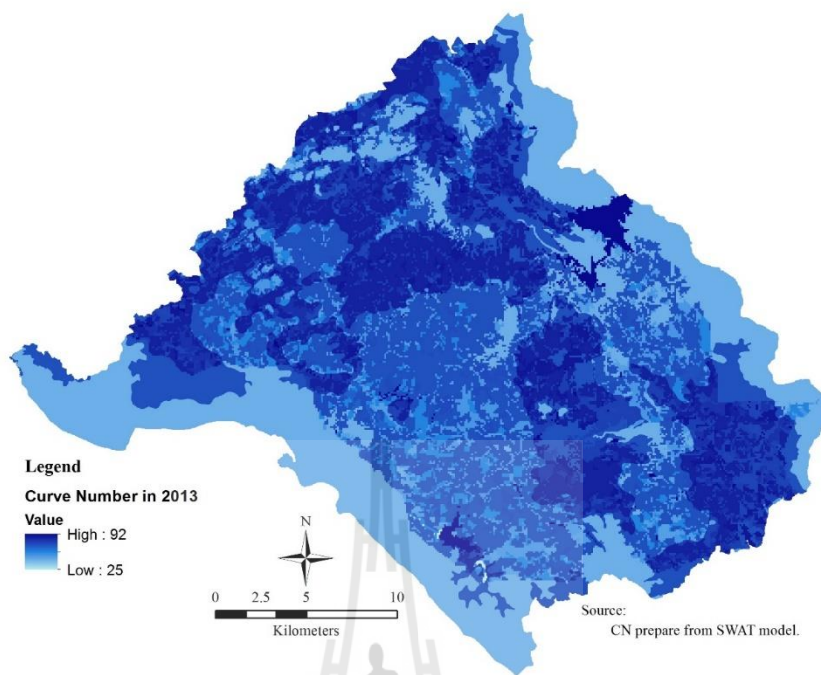 Legend
Curve Number in 2013
Value
High : 92
Low : 25
N
0 2.5 5 10
Kilometers
Source:
CN prepare from SWAT model.